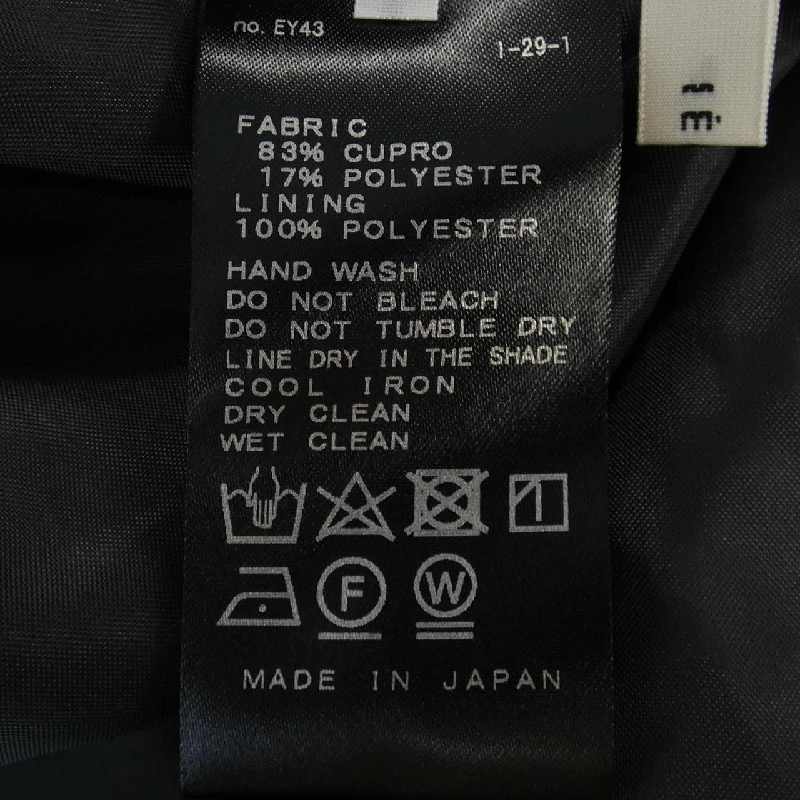 no. EY43
1-29-1
FABRIC
83% CUPRO
17% POLYESTER
LINING
100% POLYESTER
HAND WASH
DO NOT BLEACH
DO NOT TUMBLE DRY
LINE DRY IN THE SHADE
COOL IRON
DRY CLEAN
WET CLEAN
F
W
MADE IN JAPAN